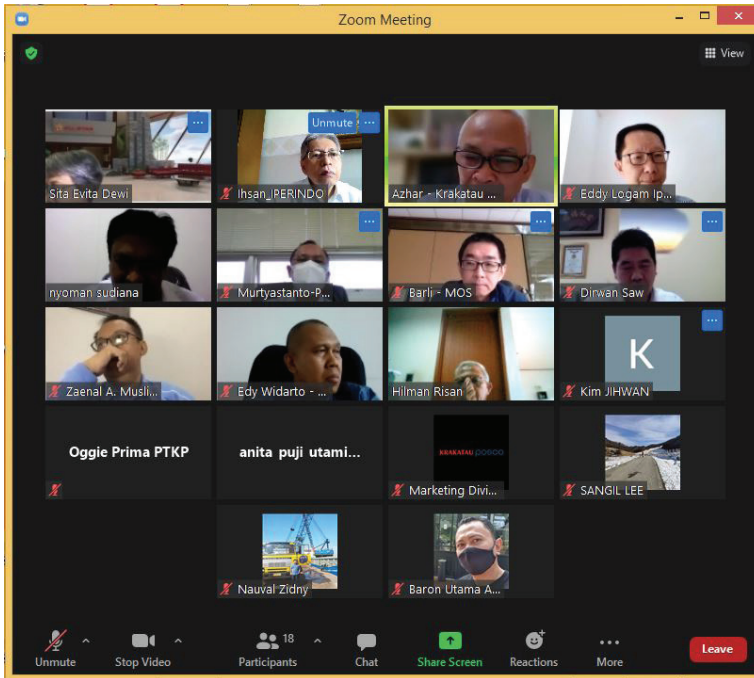 Zoom Meeting
View
Sita Evita Dewi
Unmute
Ihsan_IPERINDO
Azhar - Krakatau ...
Eddy Logam Ip...
nyoman sudiana
Murtyastanto-P...
Barli - MOS
Dirwan Saw
Zaenal A. Musli...
Edy Widarto - ...
Hilman Risan
K
Kim JIHWAN
Oggie Prima PTKP
anita puji utami...
KRAKATAU posco
Marketing Divi...
SANGIL LEE
Nauval Zidny
Baron Utama A...
Unmute
Stop Video
18
Participants
Chat
Share Screen
Reactions
More
Leave